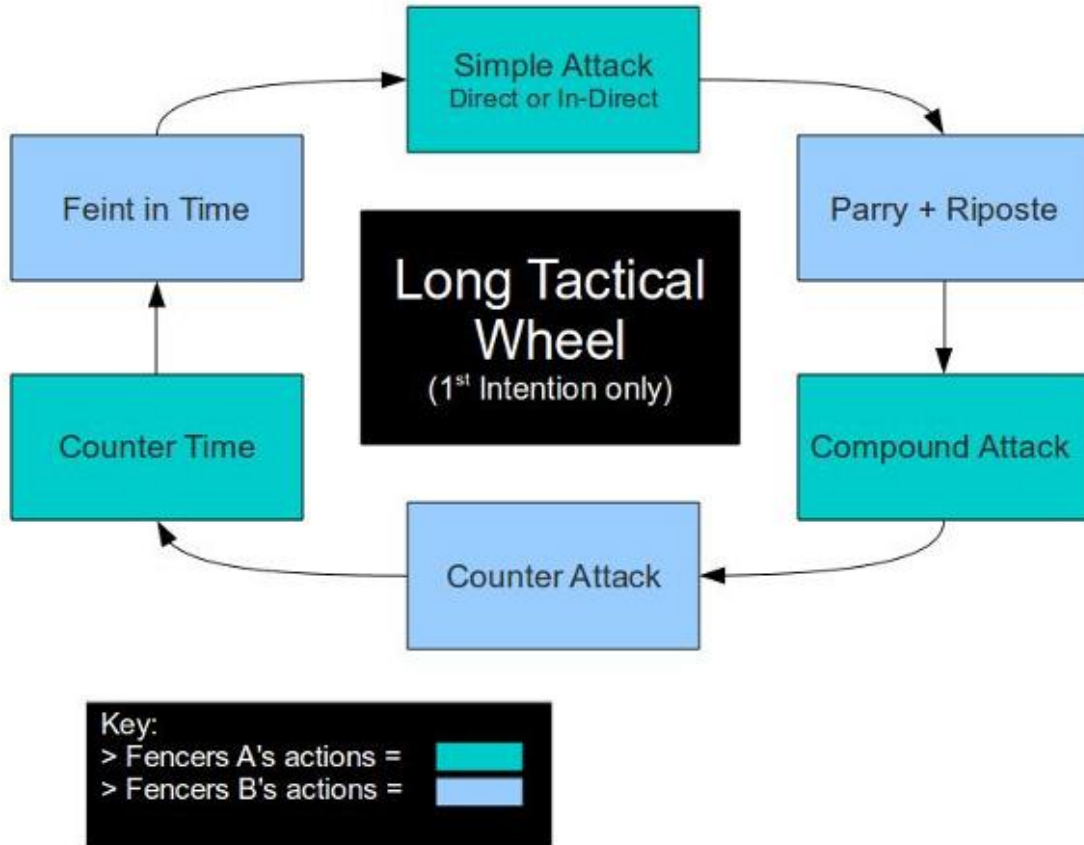 Simple Attack
Direct or In-Direct
Feint in Time
Parry + Riposte
Long Tactical
Wheel
(1st Intention only)
Counter Time
Compound Attack
Counter Attack
Key:
> Fencers A's actions =
> Fencers B's actions =